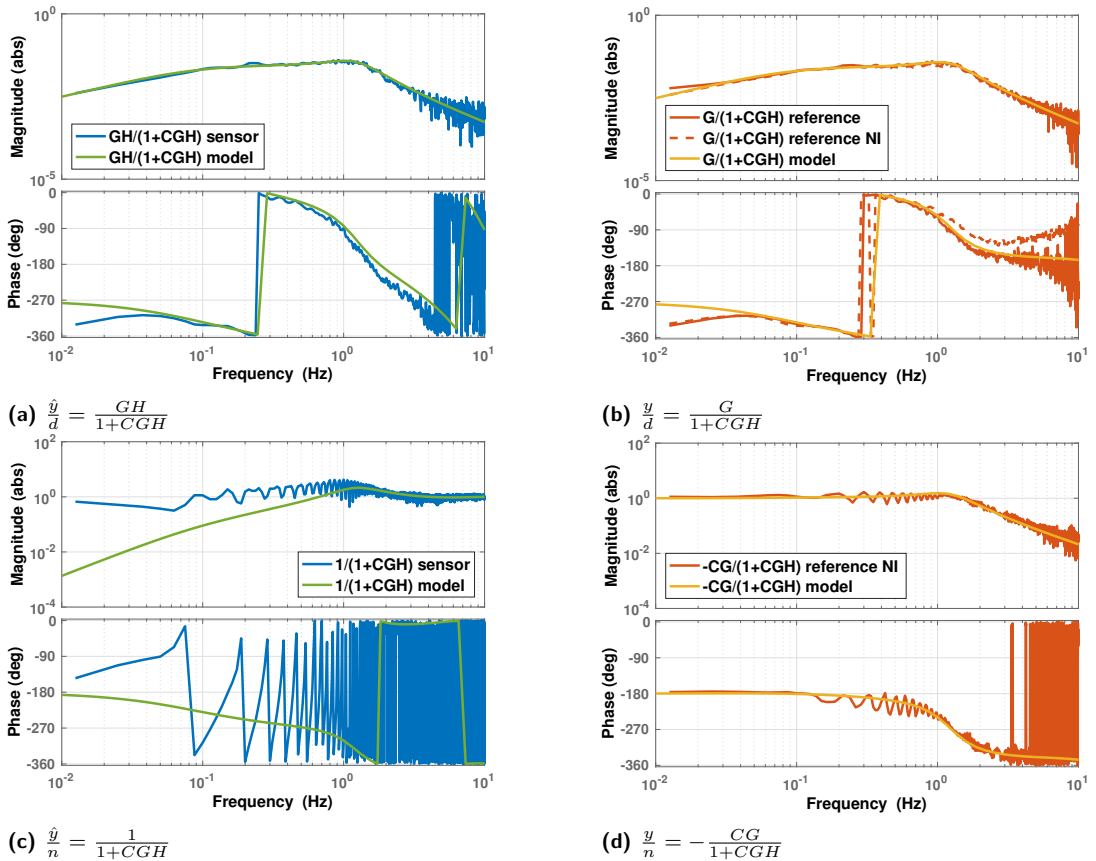 10^0
Magnitude (abs)
GH/(1+CGH) sensor
GH/(1+CGH) model
10^-5
0
-90
-180
-270
-360
Phase (deg)
10^-2 10^-1 10^0 10^1
Frequency (Hz)
(a) ŷ/d = GH/(1+CGH)
10^0
Magnitude (abs)
G/(1+CGH) reference
G/(1+CGH) reference NI
G/(1+CGH) model
10^-5
0
-90
-180
-270
-360
Phase (deg)
10^-2 10^-1 10^0 10^1
Frequency (Hz)
(b) y/d = G/(1+CGH)
10^2
10^0
10^-2
10^-4
Magnitude (abs)
1/(1+CGH) sensor
1/(1+CGH) model
0
-90
-180
-270
-360
Phase (deg)
10^-2 10^-1 10^0 10^1
Frequency (Hz)
(c) ŷ/n = 1/(1+CGH)
10^2
10^0
10^-2
10^-4
Magnitude (abs)
-CG/(1+CGH) reference NI
-CG/(1+CGH) model
0
-90
-180
-270
-360
Phase (deg)
10^-2 10^-1 10^0 10^1
Frequency (Hz)
(d) y/n = −CG/(1+CGH)